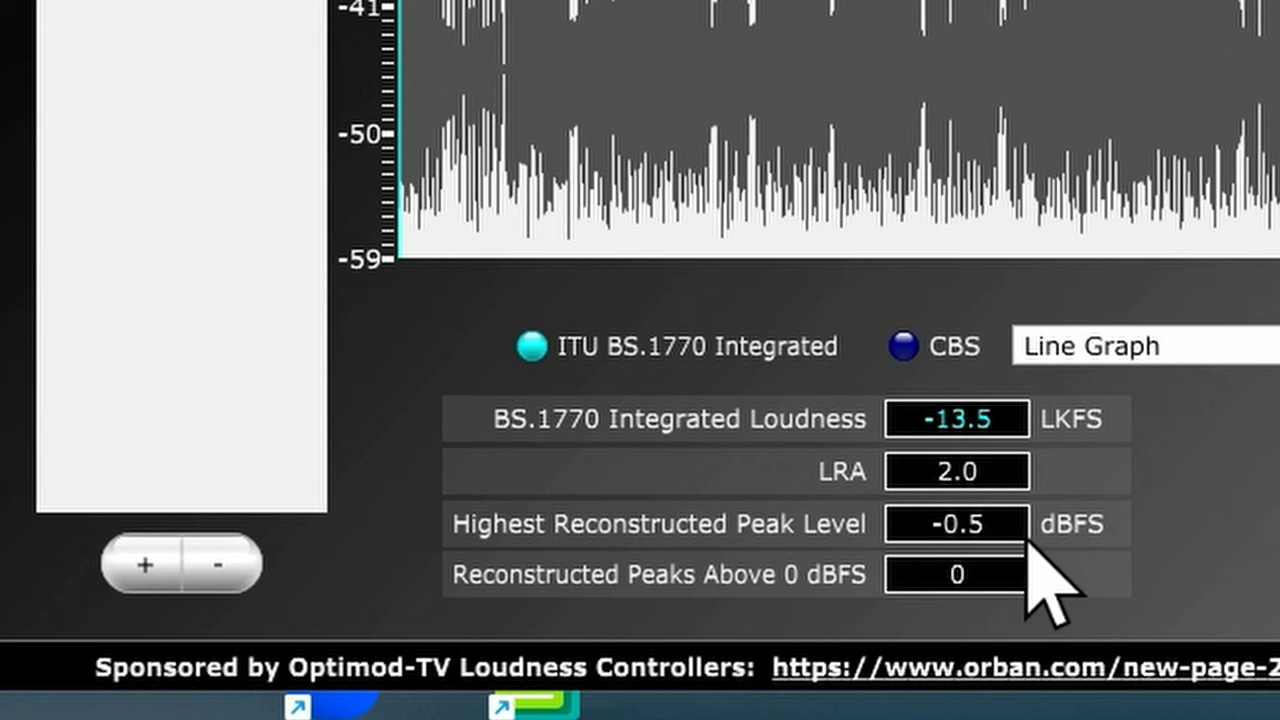 -41
-50
-59
ITU BS.1770 Integrated CBS Line Graph
BS.1770 Integrated Loudness -13.5 LKFS
LRA 2.0
Highest Reconstructed Peak Level -0.5 dBFS
Reconstructed Peaks Above 0 dBFS 0
+ -
Sponsored by Optimod-TV Loudness Controllers: https://www.orban.com/new-page-2